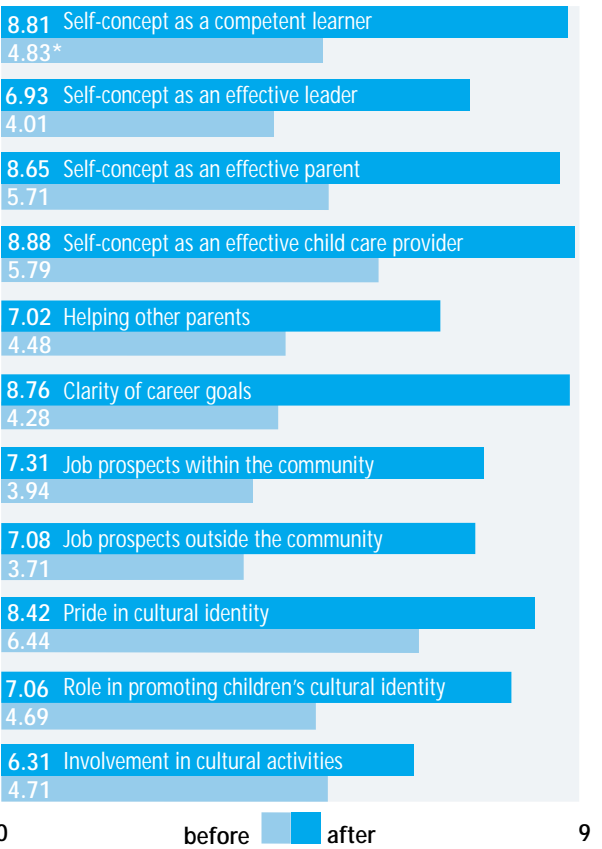 8.81 Self-concept as a competent learner
4.83*
6.93 Self-concept as an effective leader
4.01
8.65 Self-concept as an effective parent
5.71
8.88 Self-concept as an effective child care provider
5.79
7.02 Helping other parents
4.48
8.76 Clarity of career goals
4.28
7.31 Job prospects within the community
3.94
7.08 Job prospects outside the community
3.71
8.42 Pride in cultural identity
6.44
7.06 Role in promoting children's cultural identity
4.69
6.31 Involvement in cultural activities
4.71
0 before after 9